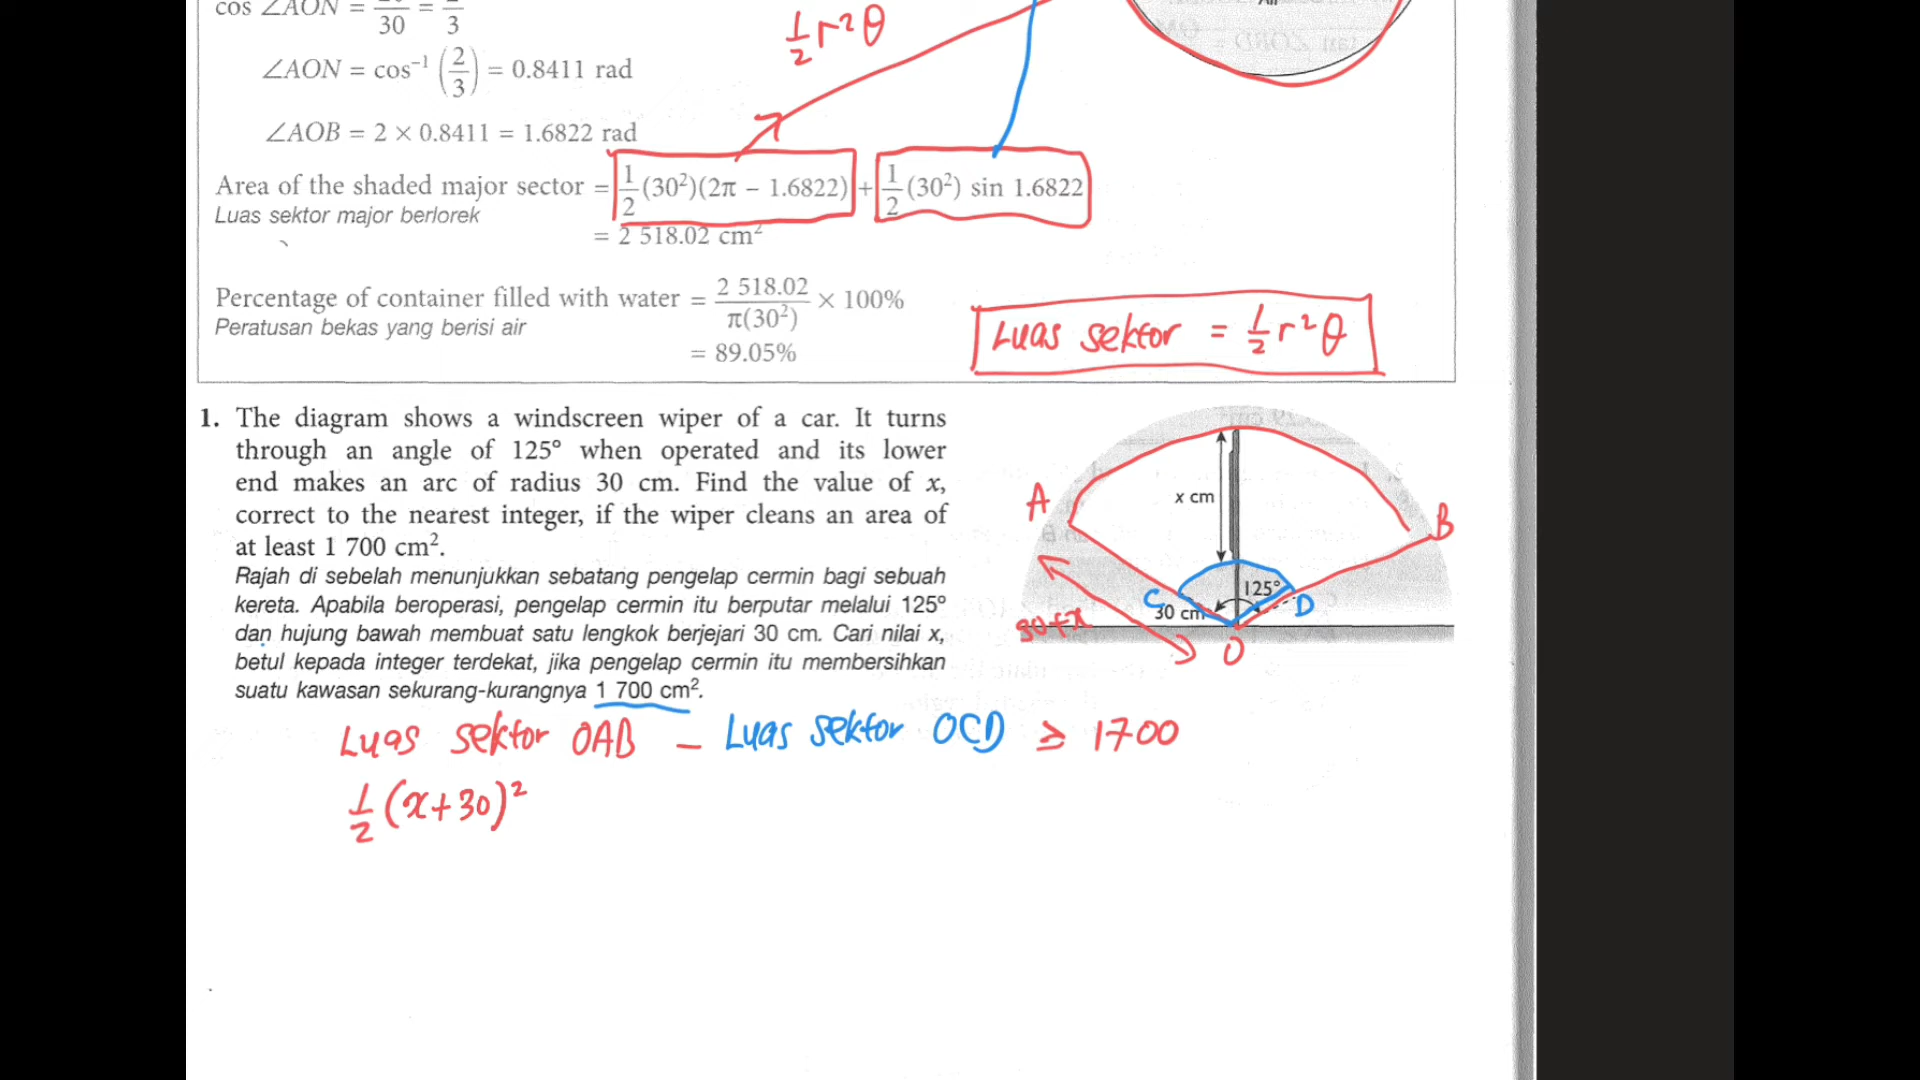 cos ∠AON = — = —
30 3
½r²θ
∠AON = cos⁻¹ (2/3) = 0.8411 rad
∠AOB = 2 × 0.8411 = 1.6822 rad
Area of the shaded major sector = ½(30²)(2π − 1.6822) + ½(30²) sin 1.6822
Luas sektor major berlorek
= 2 518.02 cm²
Percentage of container filled with water = 2 518.02 / π(30²) × 100%
Peratusan bekas yang berisi air
= 89.05%
Luas sektor = ½r²θ
1. The diagram shows a windscreen wiper of a car. It turns
through an angle of 125° when operated and its lower
end makes an arc of radius 30 cm. Find the value of x,
correct to the nearest integer, if the wiper cleans an area of
at least 1 700 cm².
Rajah di sebelah menunjukkan sebatang pengelap cermin bagi sebuah
kereta. Apabila beroperasi, pengelap cermin itu berputar melalui 125°
dan hujung bawah membuat satu lengkok berjejari 30 cm. Cari nilai x,
betul kepada integer terdekat, jika pengelap cermin itu membersihkan
suatu kawasan sekurang-kurangnya 1 700 cm².
x cm
A
B
125°
C
D
30 cm
30+x
O
Luas sektor OAB − Luas sektor OCD ≥ 1700
½(x+30)²